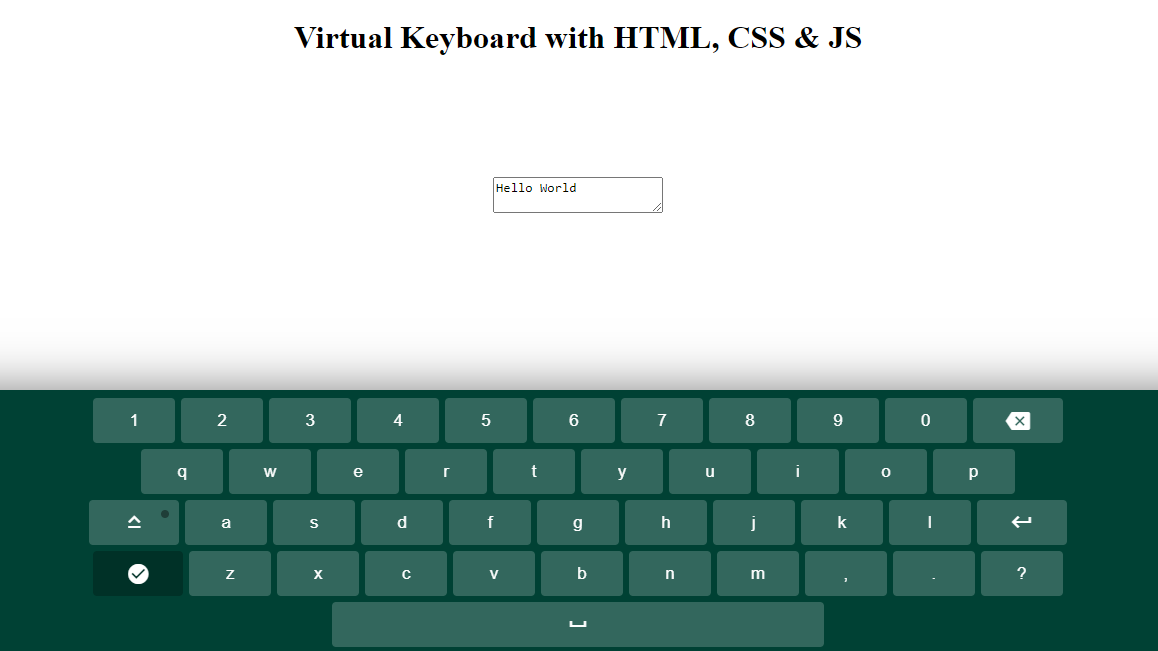 Virtual Keyboard with HTML, CSS & JS
Hello World
1 2 3 4 5 6 7 8 9 0
q w e r t y u i o p
a s d f g h j k l
z x c v b n m , . ?